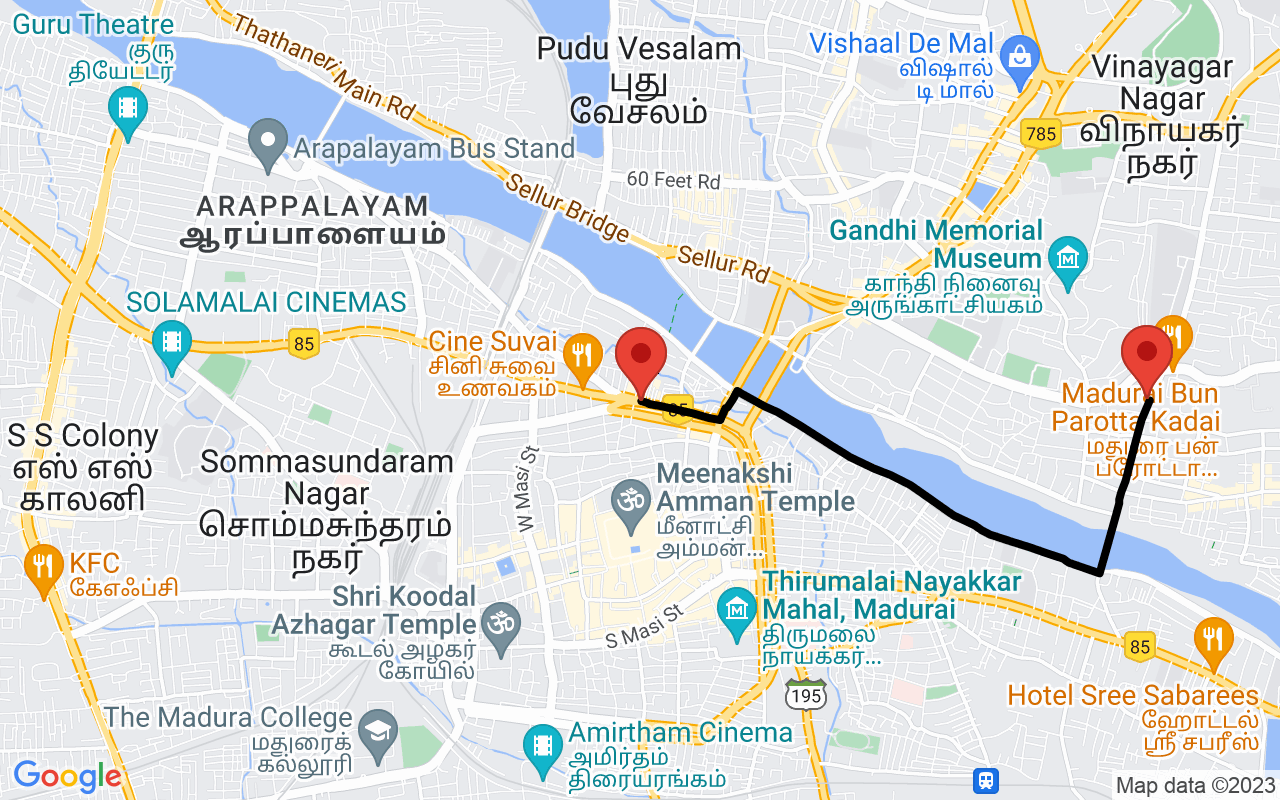 Guru Theatre
குரு
தியேட்டர்
Thathaneri Main Rd
Pudu Vesalam
புது
வேசலம்
Vishaal De Mal
விஷால்
டி மால்
Vinayagar
Nagar
விநாயகர்
நகர்
785
Arapalayam Bus Stand
60 Feet Rd
Sellur Bridge
ARAPPALAYAM
ஆரப்பாளையம்
Sellur Rd
Gandhi Memorial
Museum
காந்தி நினைவு
அருங்காட்சியகம்
SOLAMALAI CINEMAS
85
Cine Suvai
சினி சுவை
உணவகம்
85
Madurai Bun
Parotta Kadai
மதுரை பன்
பரோட்டா...
S S Colony
எஸ் எஸ்
காலனி
Sommasundaram
Nagar
சொம்மசுந்தரம்
நகர்
W Masi St
Meenakshi
Amman Temple
மீனாட்சி
அம்மன்...
KFC
கேஎஃப்சி
Shri Koodal
Azhagar Temple
கூடல் அழகர்
கோயில்
S Masi St
Thirumalai Nayakkar
Mahal, Madurai
திருமலை
நாயக்கர்...
85
195
Hotel Sree Sabarees
ஹோட்டல்
ஸ்ரீ சபரீஸ்
The Madura College
மதுரைக்
கல்லூரி
Amirtham Cinema
அமிர்தம்
திரையரங்கம்
Google
Map data ©2023